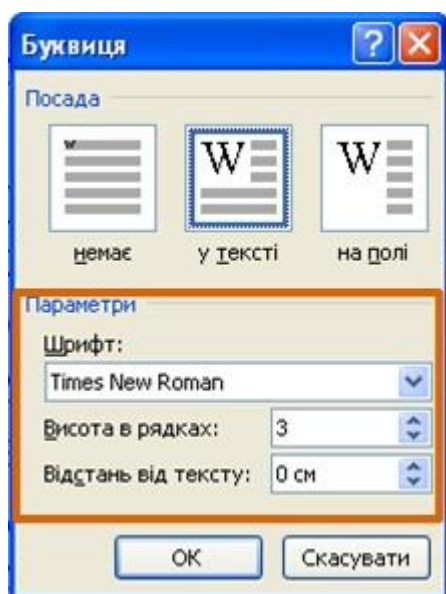 Буквиця
Посада
W
W
W
немає
у тексті
на полі
Параметри
Шрифт:
Times New Roman
Висота в рядках:
3
Відстань від тексту:
0 см
ОК
Скасувати